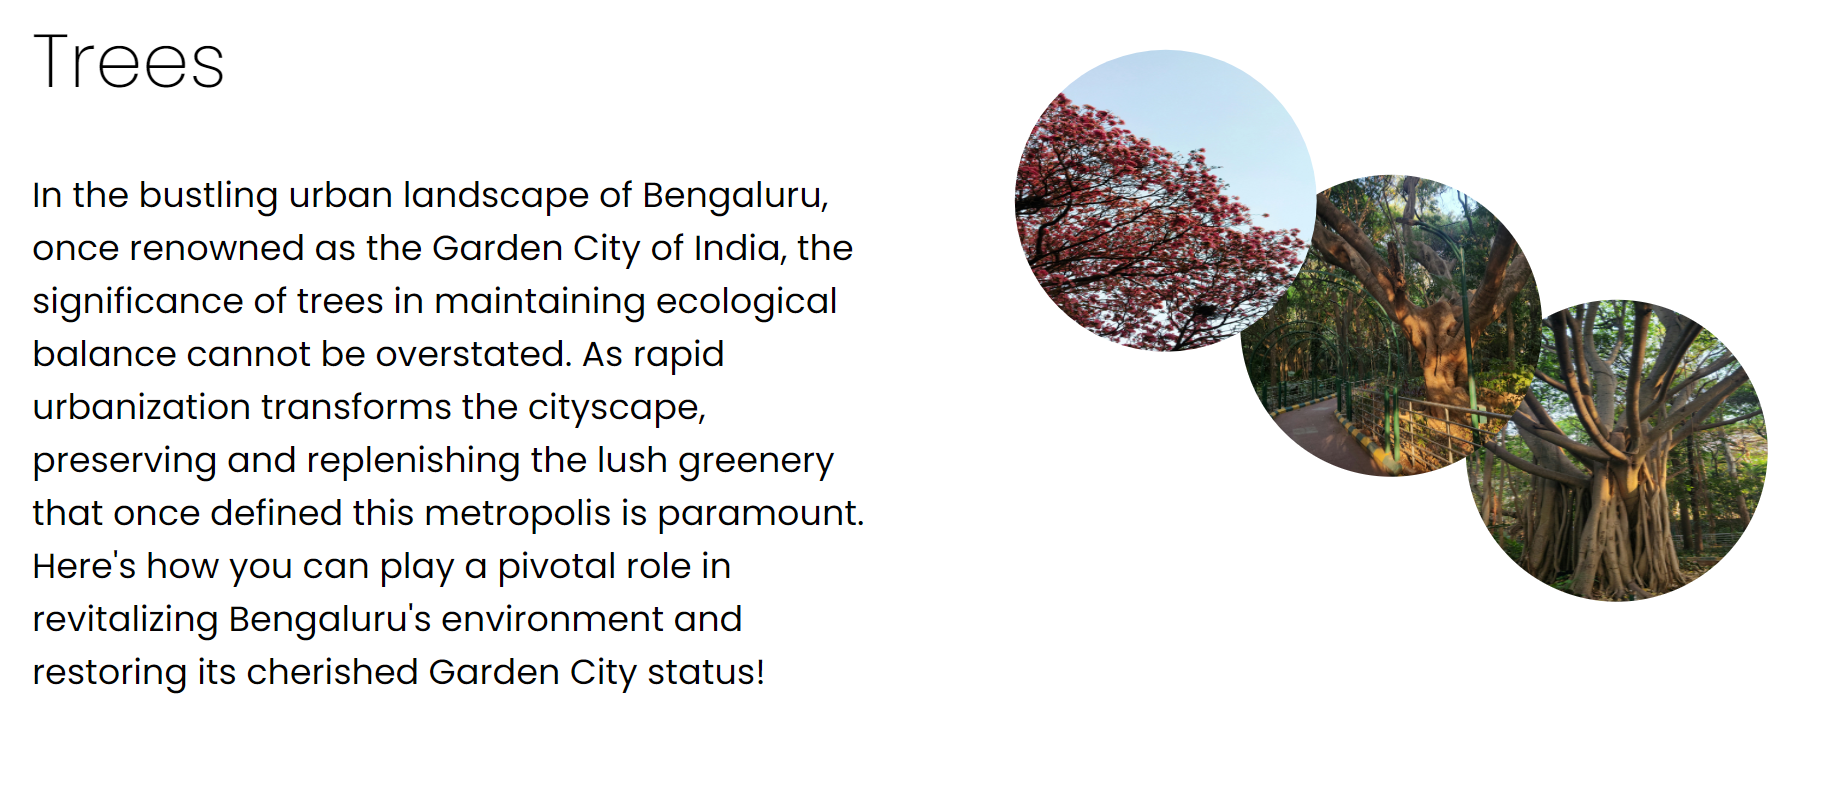 Trees
In the bustling urban landscape of Bengaluru,
once renowned as the Garden City of India, the
significance of trees in maintaining ecological
balance cannot be overstated. As rapid
urbanization transforms the cityscape,
preserving and replenishing the lush greenery
that once defined this metropolis is paramount.
Here's how you can play a pivotal role in
revitalizing Bengaluru's environment and
restoring its cherished Garden City status!